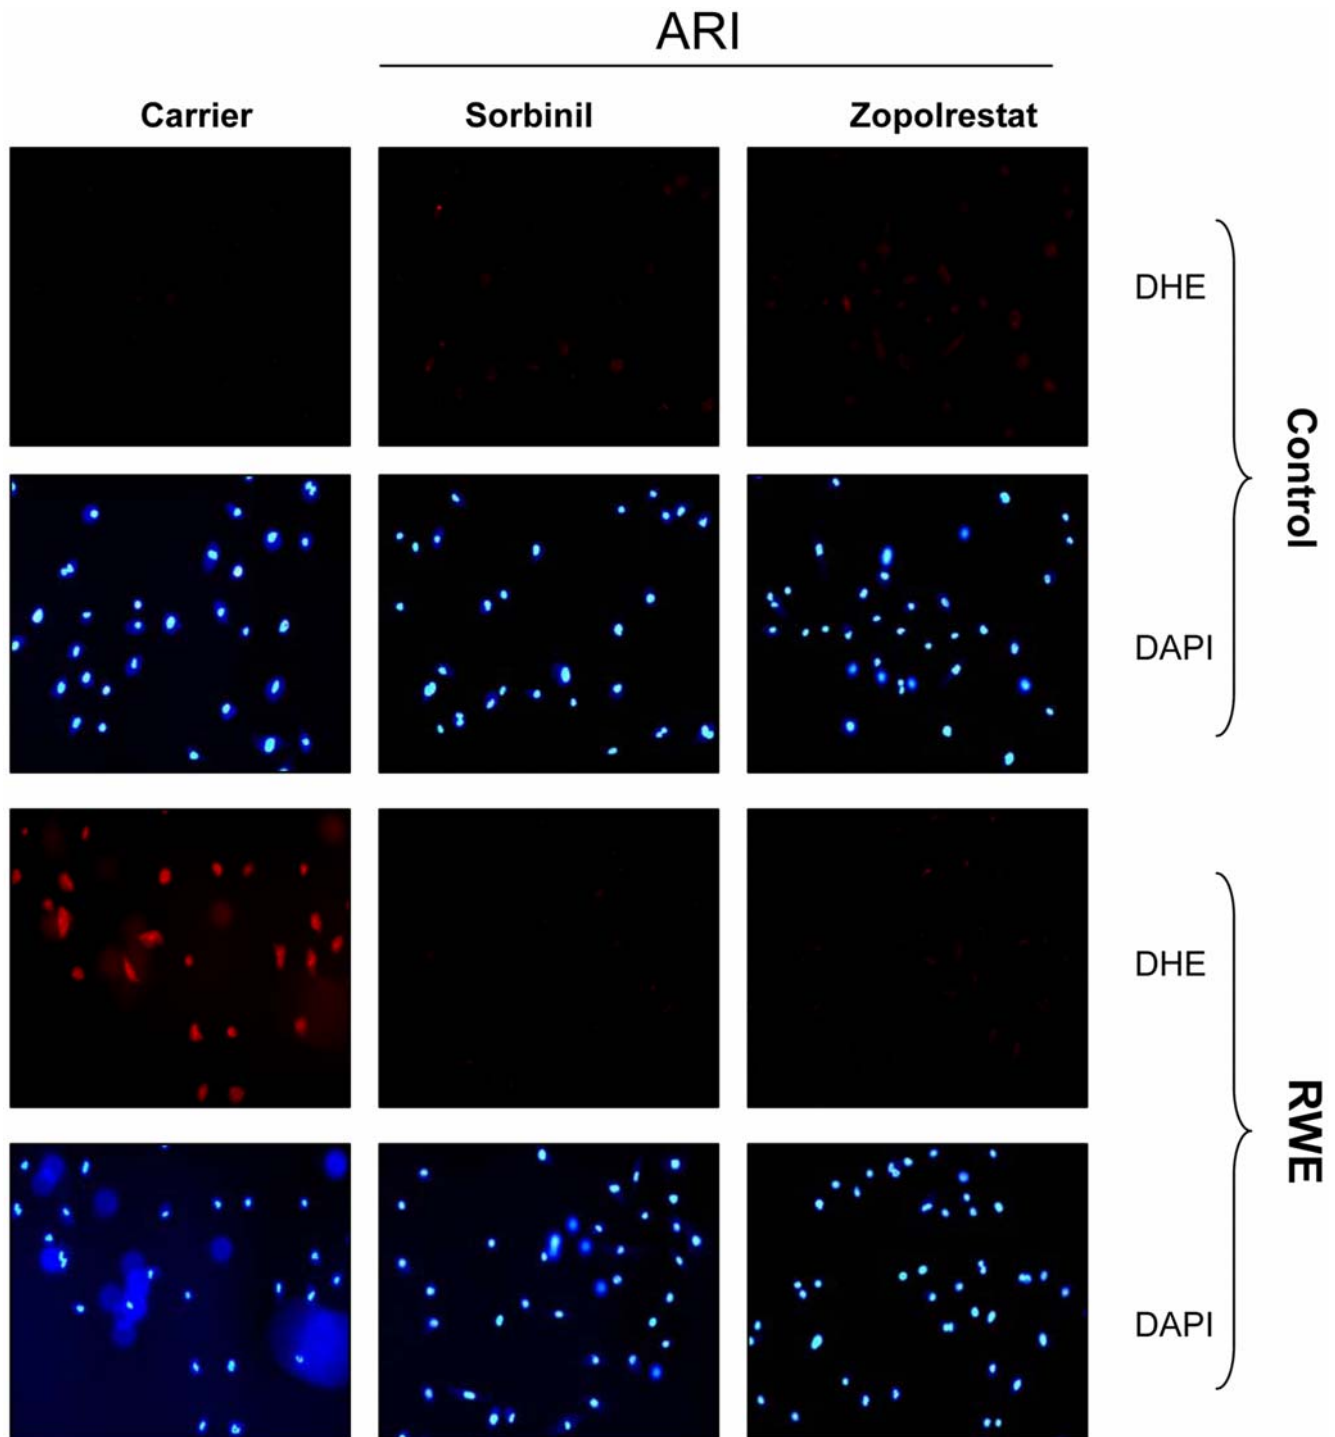 ARI
Carrier Sorbinil Zopolrestat
DHE
Control
DAPI
DHE
RWE
DAPI